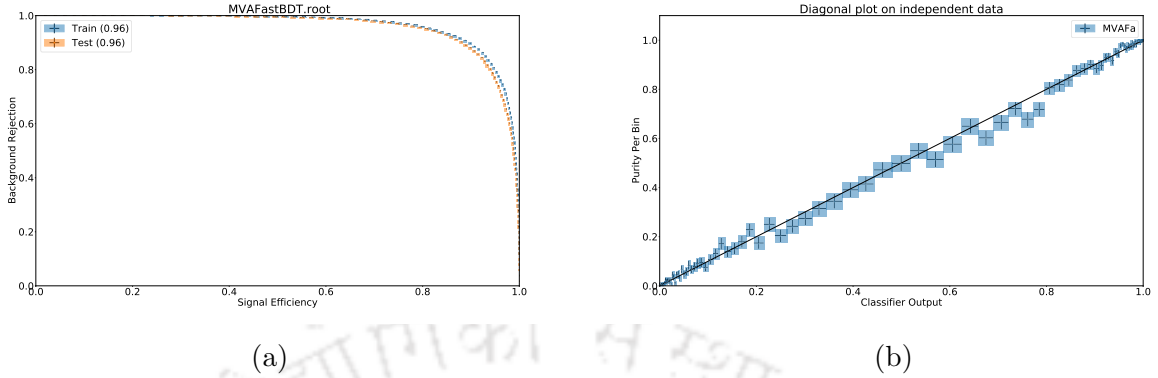 MVAFastBDT.root
Train (0.96)
Test (0.96)
Background Rejection
1.0
0.8
0.6
0.4
0.2
0.0
0.0 0.2 0.4 0.6 0.8 1.0
Signal Efficiency
(a)
Diagonal plot on independent data
MVAFa
Purity Per Bin
1.0
0.8
0.6
0.4
0.2
0.0
0.0 0.2 0.4 0.6 0.8 1.0
Classifier Output
(b)